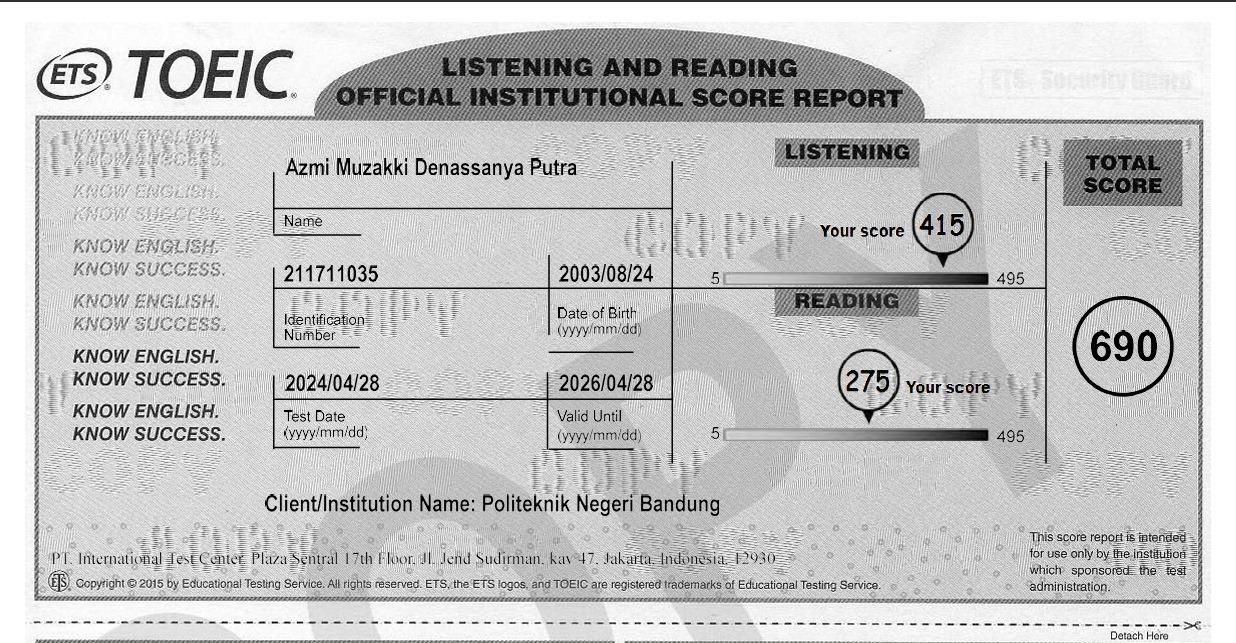 ETS TOEIC
LISTENING AND READING
OFFICIAL INSTITUTIONAL SCORE REPORT
ETS. Security Guard
KNOW ENGLISH.
KNOW SUCCESS.
KNOW ENGLISH.
KNOW SUCCESS.
KNOW ENGLISH.
KNOW SUCCESS.
KNOW ENGLISH.
KNOW SUCCESS.
KNOW ENGLISH.
KNOW SUCCESS.
KNOW ENGLISH.
KNOW SUCCESS.
Azmi Muzakki Denassanya Putra
Name
211711035
Identification
Number
2003/08/24
Date of Birth
(yyyy/mm/dd)
2024/04/28
Test Date
(yyyy/mm/dd)
2026/04/28
Valid Until
(yyyy/mm/dd)
LISTENING
Your score 415
5 495
READING
275 Your score
5 495
TOTAL
SCORE
690
COPY
Client/Institution Name: Politeknik Negeri Bandung
PT. International Test Center, Plaza Sentral 17th Floor, Jl. Jend Sudirman, kav 47, Jakarta, Indonesia, 12930
ETS Copyright © 2015 by Educational Testing Service. All rights reserved. ETS, the ETS logos, and TOEIC are registered trademarks of Educational Testing Service.
This score report is intended
for use only by the institution
which sponsored the test
administration.
Detach Here